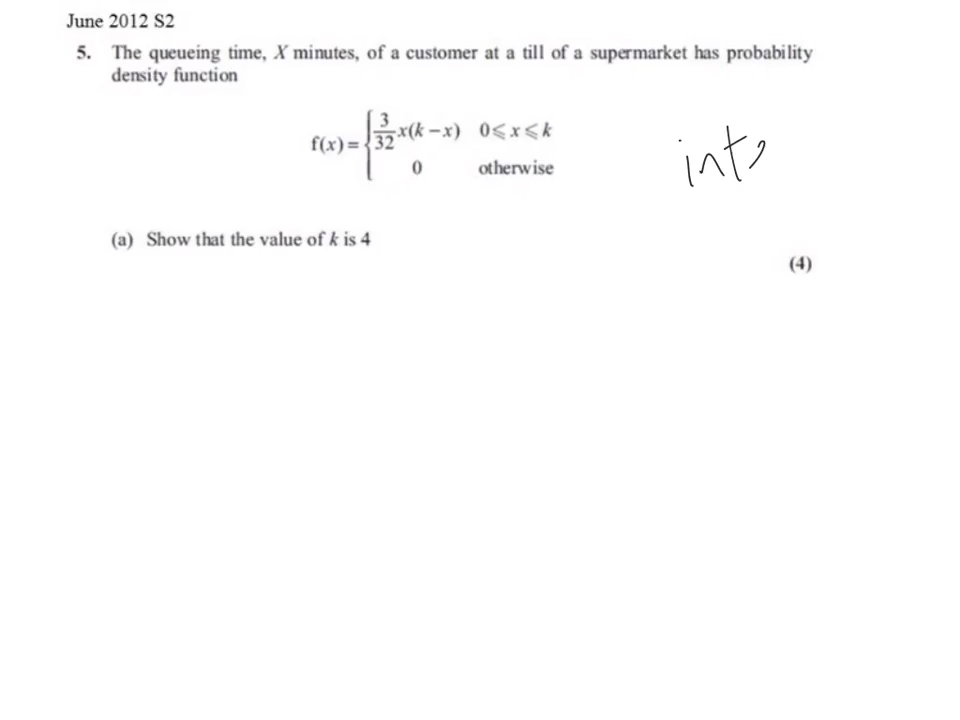 June 2012 S2
5. The queueing time, X minutes, of a customer at a till of a supermarket has probability
density function
f(x) = { 3/32 x(k − x) 0 ⩽ x ⩽ k
0 otherwise
(a) Show that the value of k is 4
(4)